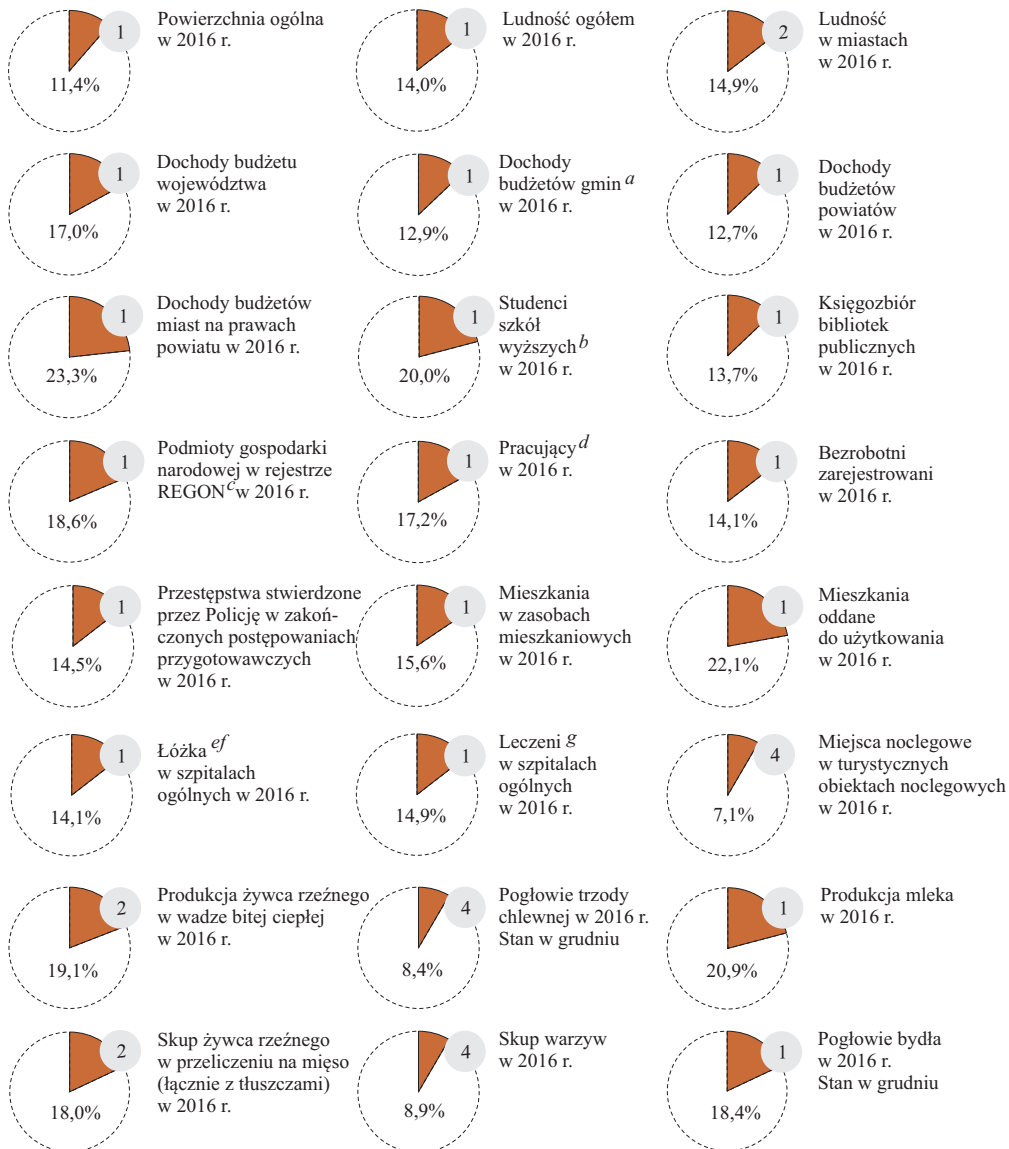 1
Powierzchnia ogólna
w 2016 r.
11,4%
1
Ludność ogółem
w 2016 r.
14,0%
2
Ludność
w miastach
w 2016 r.
14,9%
1
Dochody budżetu
województwa
w 2016 r.
17,0%
1
Dochody
budżetów gmin a
w 2016 r.
12,9%
1
Dochody
budżetów
powiatów
w 2016 r.
12,7%
1
Dochody budżetów
miast na prawach
powiatu w 2016 r.
23,3%
1
Studenci
szkół
wyższych b
w 2016 r.
20,0%
1
Księgozbiór
bibliotek
publicznych
w 2016 r.
13,7%
1
Podmioty gospodarki
narodowej w rejestrze
REGON c w 2016 r.
18,6%
1
Pracujący d
w 2016 r.
17,2%
1
Bezrobotni
zarejestrowani
w 2016 r.
14,1%
1
Przestępstwa stwierdzone
przez Policję w zakoń-
czonych postępowaniach
przygotowawczych
w 2016 r.
14,5%
1
Mieszkania
w zasobach
mieszkaniowych
w 2016 r.
15,6%
1
Mieszkania
oddane
do użytkowania
w 2016 r.
22,1%
1
Łóżka ef
w szpitalach
ogólnych w 2016 r.
14,1%
1
Leczeni g
w szpitalach
ogólnych
w 2016 r.
14,9%
4
Miejsca noclegowe
w turystycznych
obiektach noclegowych
w 2016 r.
7,1%
2
Produkcja żywca rzeźnego
w wadze bitej ciepłej
w 2016 r.
19,1%
4
Pogłowie trzody
chlewnej w 2016 r.
Stan w grudniu
8,4%
1
Produkcja mleka
w 2016 r.
20,9%
2
Skup żywca rzeźnego
w przeliczeniu na mięso
(łącznie z tłuszczami)
w 2016 r.
18,0%
4
Skup warzyw
w 2016 r.
8,9%
1
Pogłowie bydła
w 2016 r.
Stan w grudniu
18,4%